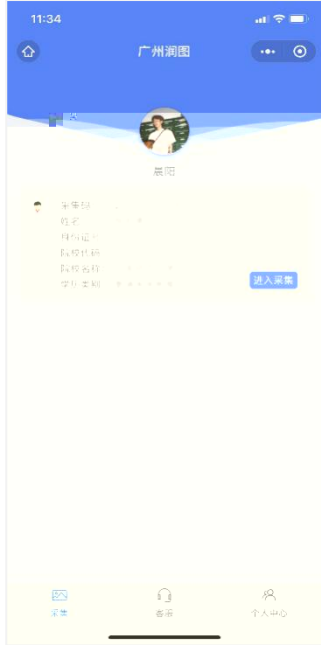 11:34
广州润图
晨阳
采集码
姓名
身份证号
院校代码
院校名称
学历类别
进入采集
采集
客服
个人中心